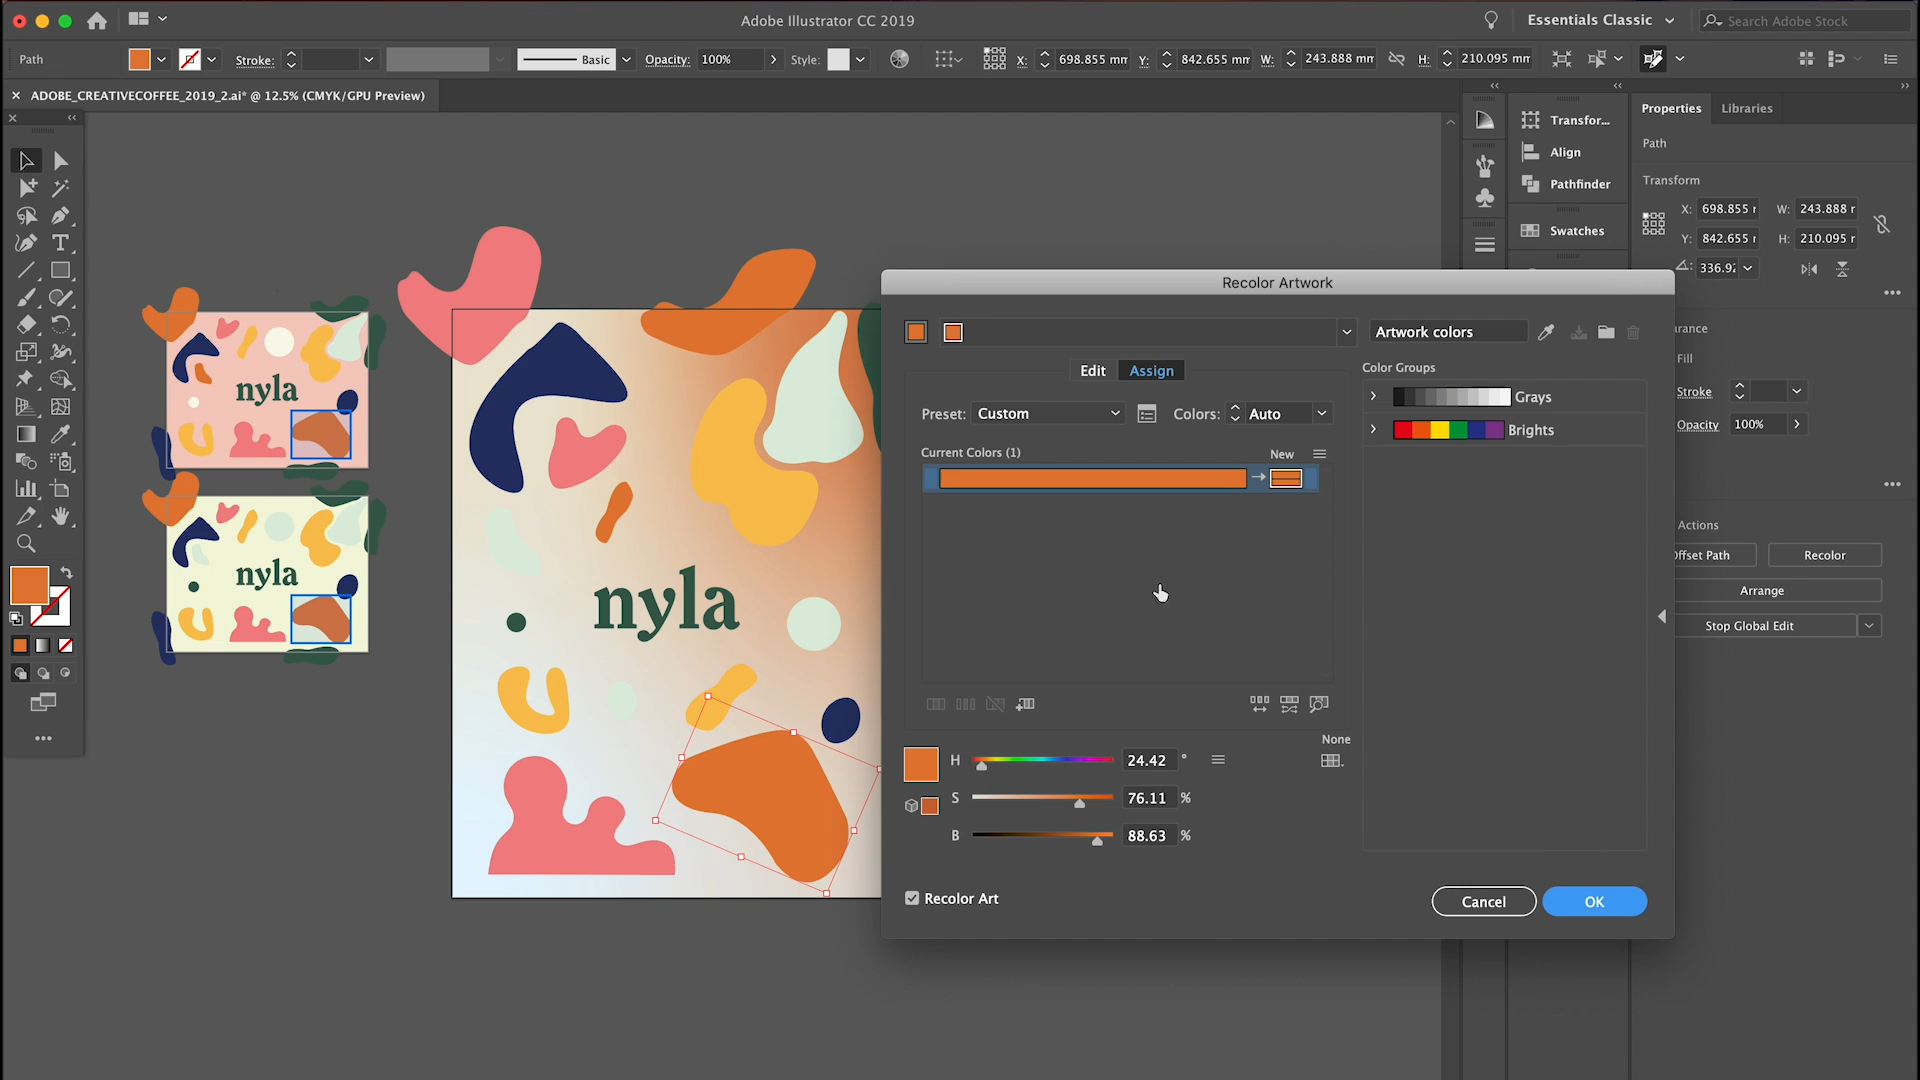 Adobe Illustrator CC 2019
Essentials Classic
Search Adobe Stock
Path
Stroke:
Basic
Opacity: 100%
Style:
X: 698.855 mm
Y: 842.655 mm
W: 243.888 mm
H: 210.095 mm
ADOBE_CREATIVECOFFEE_2019_2.ai* @ 12.5% (CMYK/GPU Preview)
Transfor...
Align
Pathfinder
Swatches
Properties
Libraries
Path
Transform
X: 698.855 r
W: 243.888 r
Y: 842.655 r
H: 210.095 r
336.92
arance
Fill
Stroke
Opacity 100%
Actions
Offset Path
Recolor
Arrange
Stop Global Edit
nyla
nyla
nyla
Recolor Artwork
Artwork colors
Edit
Assign
Color Groups
Preset: Custom
Colors: Auto
Grays
Brights
Current Colors (1)
New
None
H 24.42 °
S 76.11 %
B 88.63 %
Recolor Art
Cancel
OK